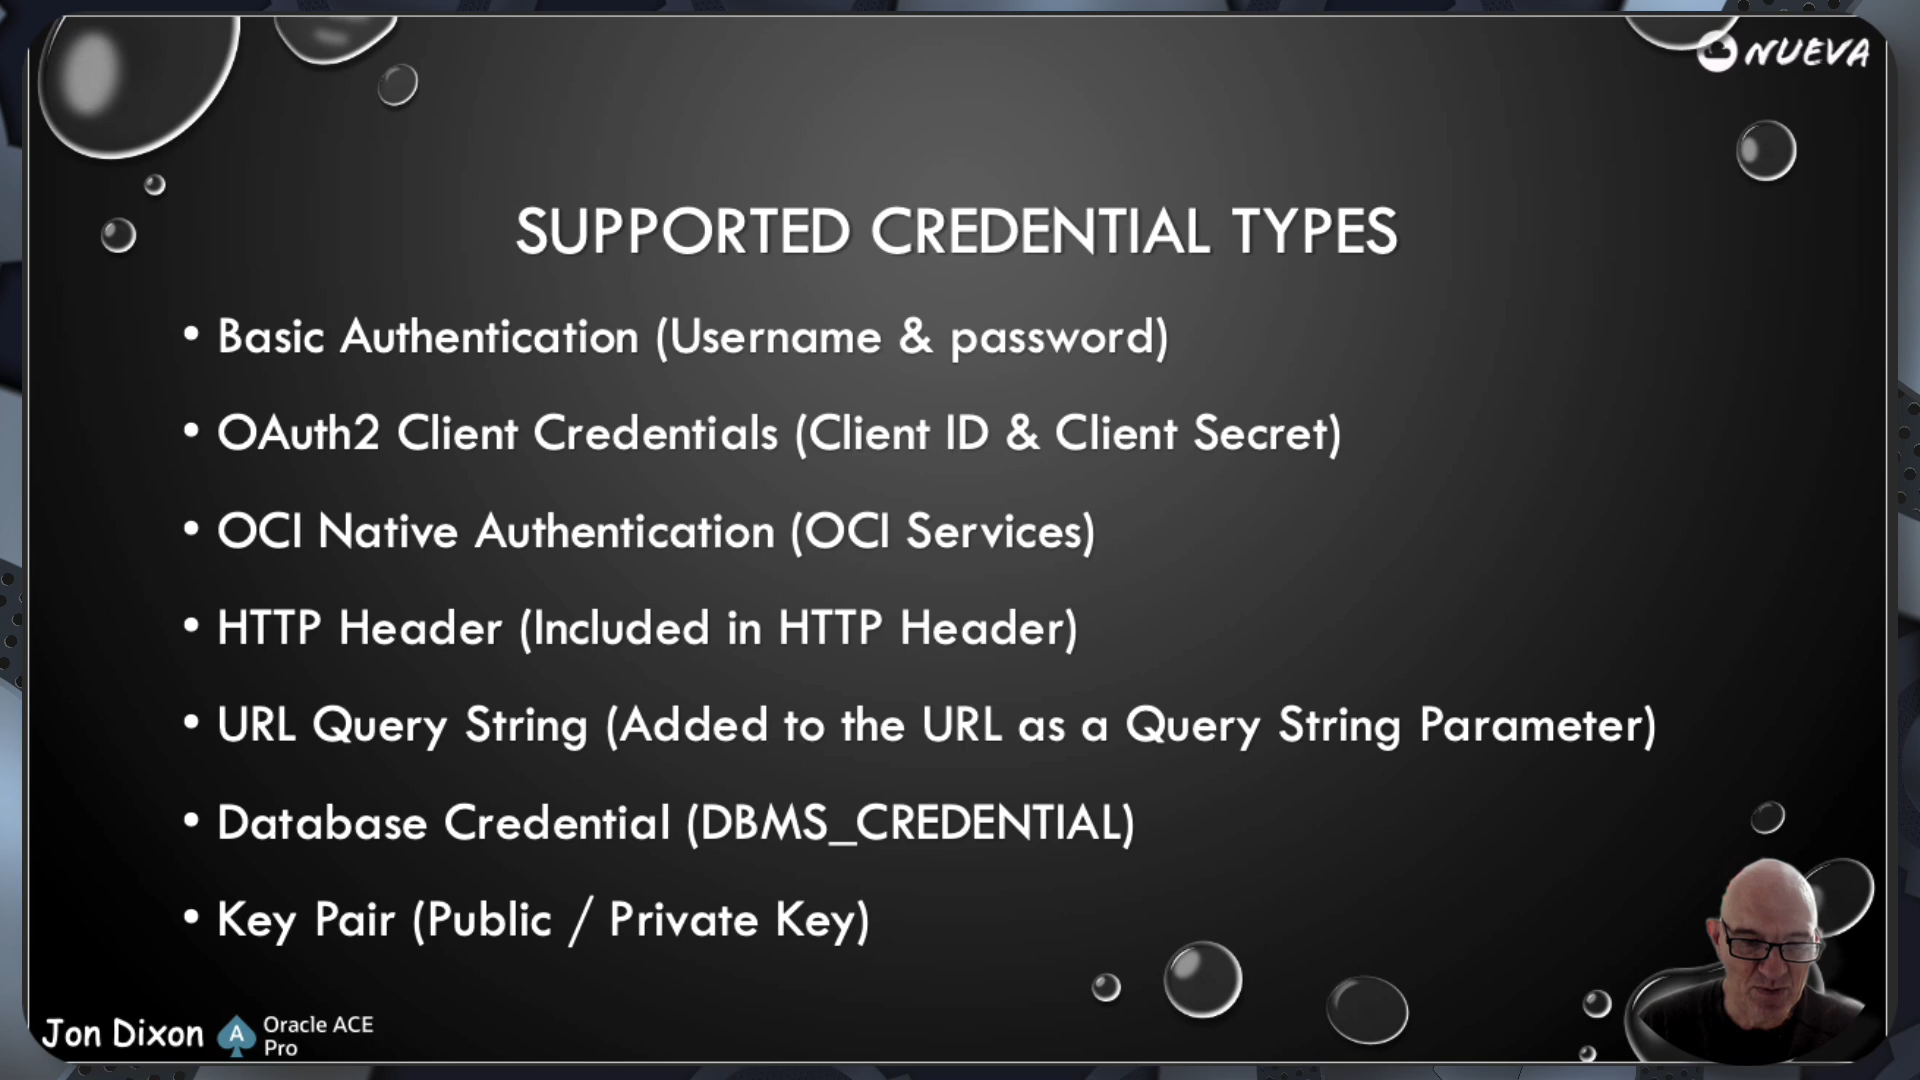 NUEVA
SUPPORTED CREDENTIAL TYPES
• Basic Authentication (Username & password)
• OAuth2 Client Credentials (Client ID & Client Secret)
• OCI Native Authentication (OCI Services)
• HTTP Header (Included in HTTP Header)
• URL Query String (Added to the URL as a Query String Parameter)
• Database Credential (DBMS_CREDENTIAL)
• Key Pair (Public / Private Key)
Jon Dixon
A
Oracle ACE
Pro